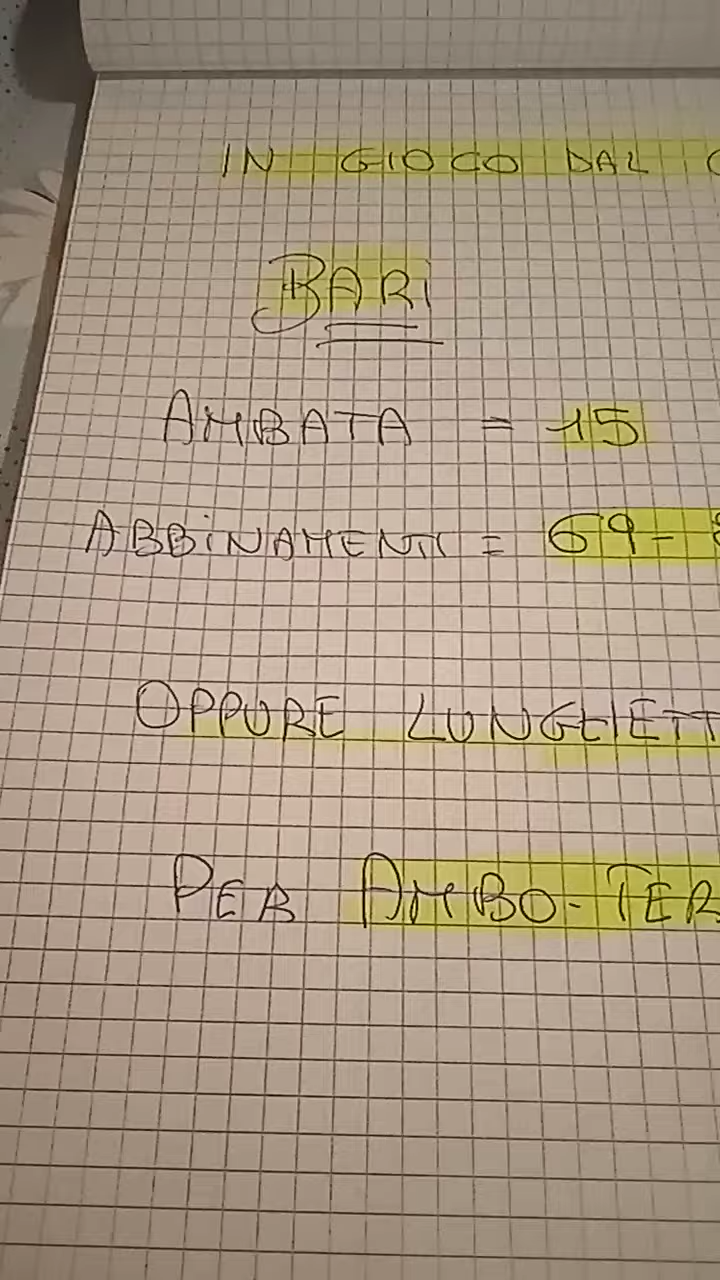 IN GIOCO DAL
BARI
AMBATA = 15
ABBINAMENTI = 69 -
OPPURE LUNGHETT
PER AMBO - TER